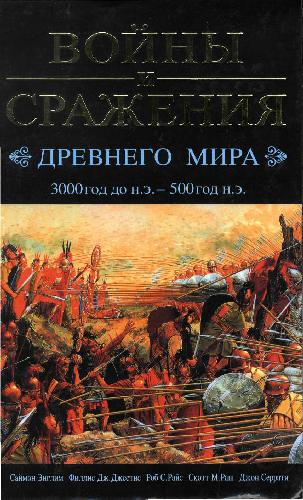 ВОЙНЫ
И
СРАЖЕНИЯ
ДРЕВНЕГО МИРА
3000 год до н.э. – 500 год н.э.
Саймон Энглим Филлис Дж. Джестис Роб С. Райс Скотт М. Раш Джон Серрати